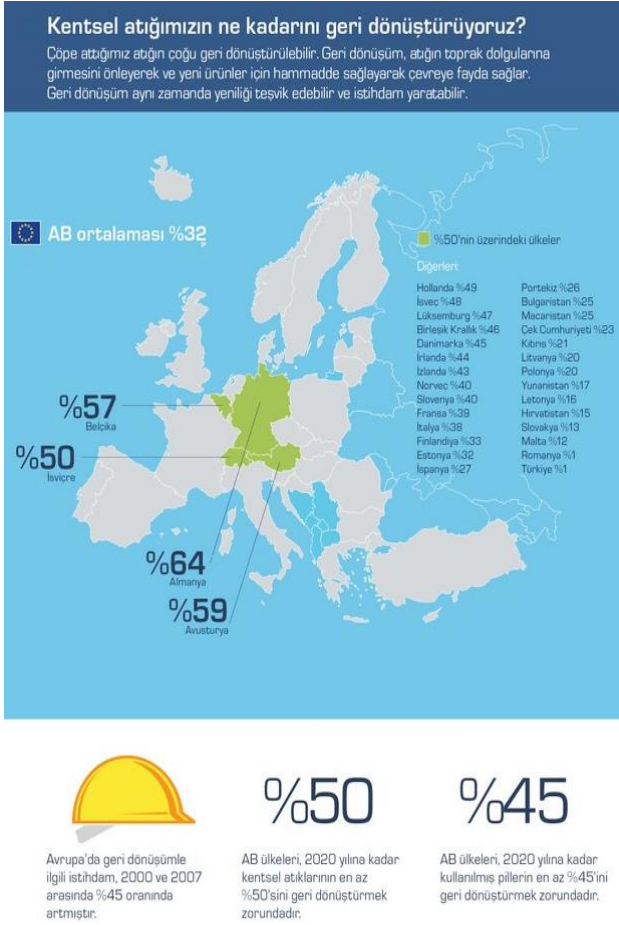 Kentsel atığımızın ne kadarını geri dönüştürüyoruz?
Çöpe attığımız atığın çoğu geri dönüştürülebilir. Geri dönüşüm, atığın toprak dolgularına
girmesini önleyerek ve yeni ürünler için hammadde sağlayarak çevreye fayda sağlar.
Geri dönüşüm aynı zamanda yeniliği teşvik edebilir ve istihdam yaratabilir.
AB ortalaması %32
%50'nin üzerindeki ülkeler
Diğerleri:
Hollanda %49
İsveç %48
Lüksemburg %47
Birleşik Krallık %46
Danimarka %45
İrlanda %44
İzlanda %43
Norveç %40
Slovenya %40
Fransa %39
İtalya %38
Finlandiya %33
Estonya %32
İspanya %27
Portekiz %26
Bulgaristan %25
Macaristan %25
Çek Cumhuriyeti %23
Kıbrıs %21
Litvanya %20
Polonya %20
Yunanistan %17
Letonya %16
Hırvatistan %15
Slovakya %13
Malta %12
Romanya %1
Türkiye %1
%57
Belçika
%50
İsviçre
%64
Almanya
%59
Avusturya
Avrupa'da geri dönüşümle
ilgili istihdam, 2000 ve 2007
arasında %45 oranında
artmıştır.
%50
AB ülkeleri, 2020 yılına kadar
kentsel atıklarının en az
%50'sini geri dönüştürmek
zorundadır.
%45
AB ülkeleri, 2020 yılına kadar
kullanılmış pillerin en az %45'ini
geri dönüştürmek zorundadır.